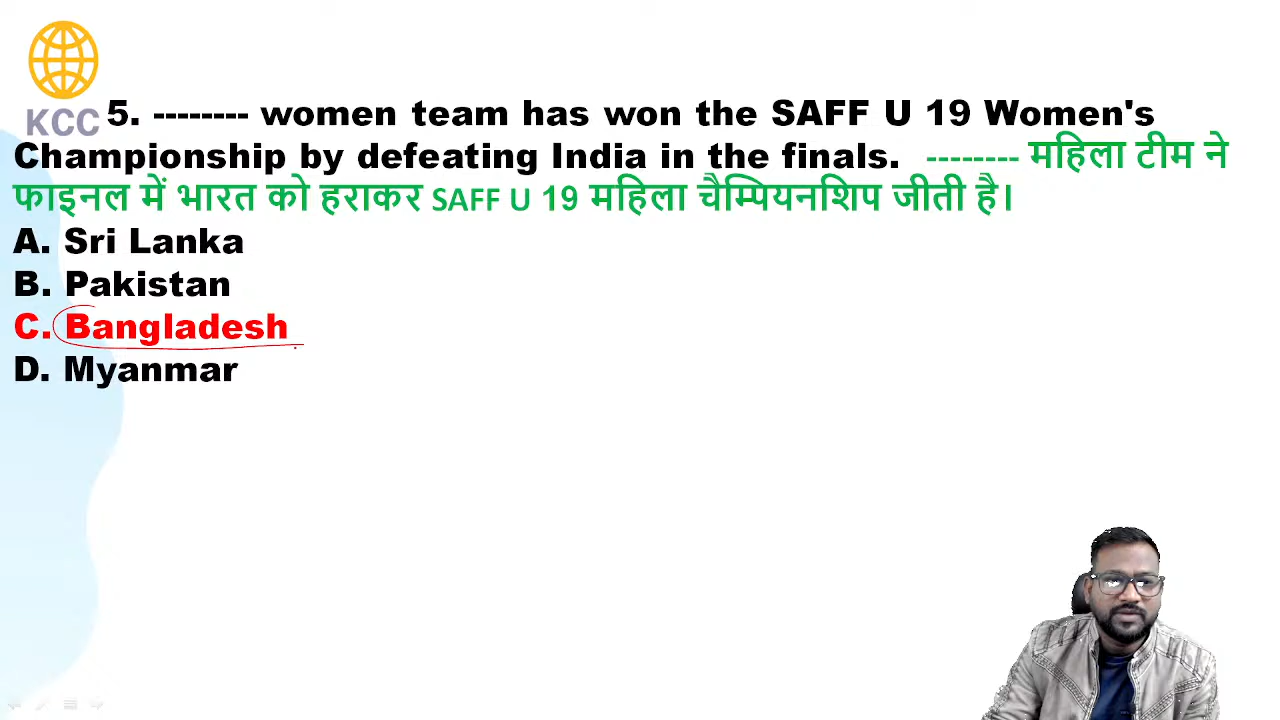 KCC
5. -------- women team has won the SAFF U 19 Women's
Championship by defeating India in the finals. -------- महिला टीम ने
फाइनल में भारत को हराकर SAFF U 19 महिला चैम्पियनशिप जीती है।
A. Sri Lanka
B. Pakistan
C. Bangladesh
D. Myanmar